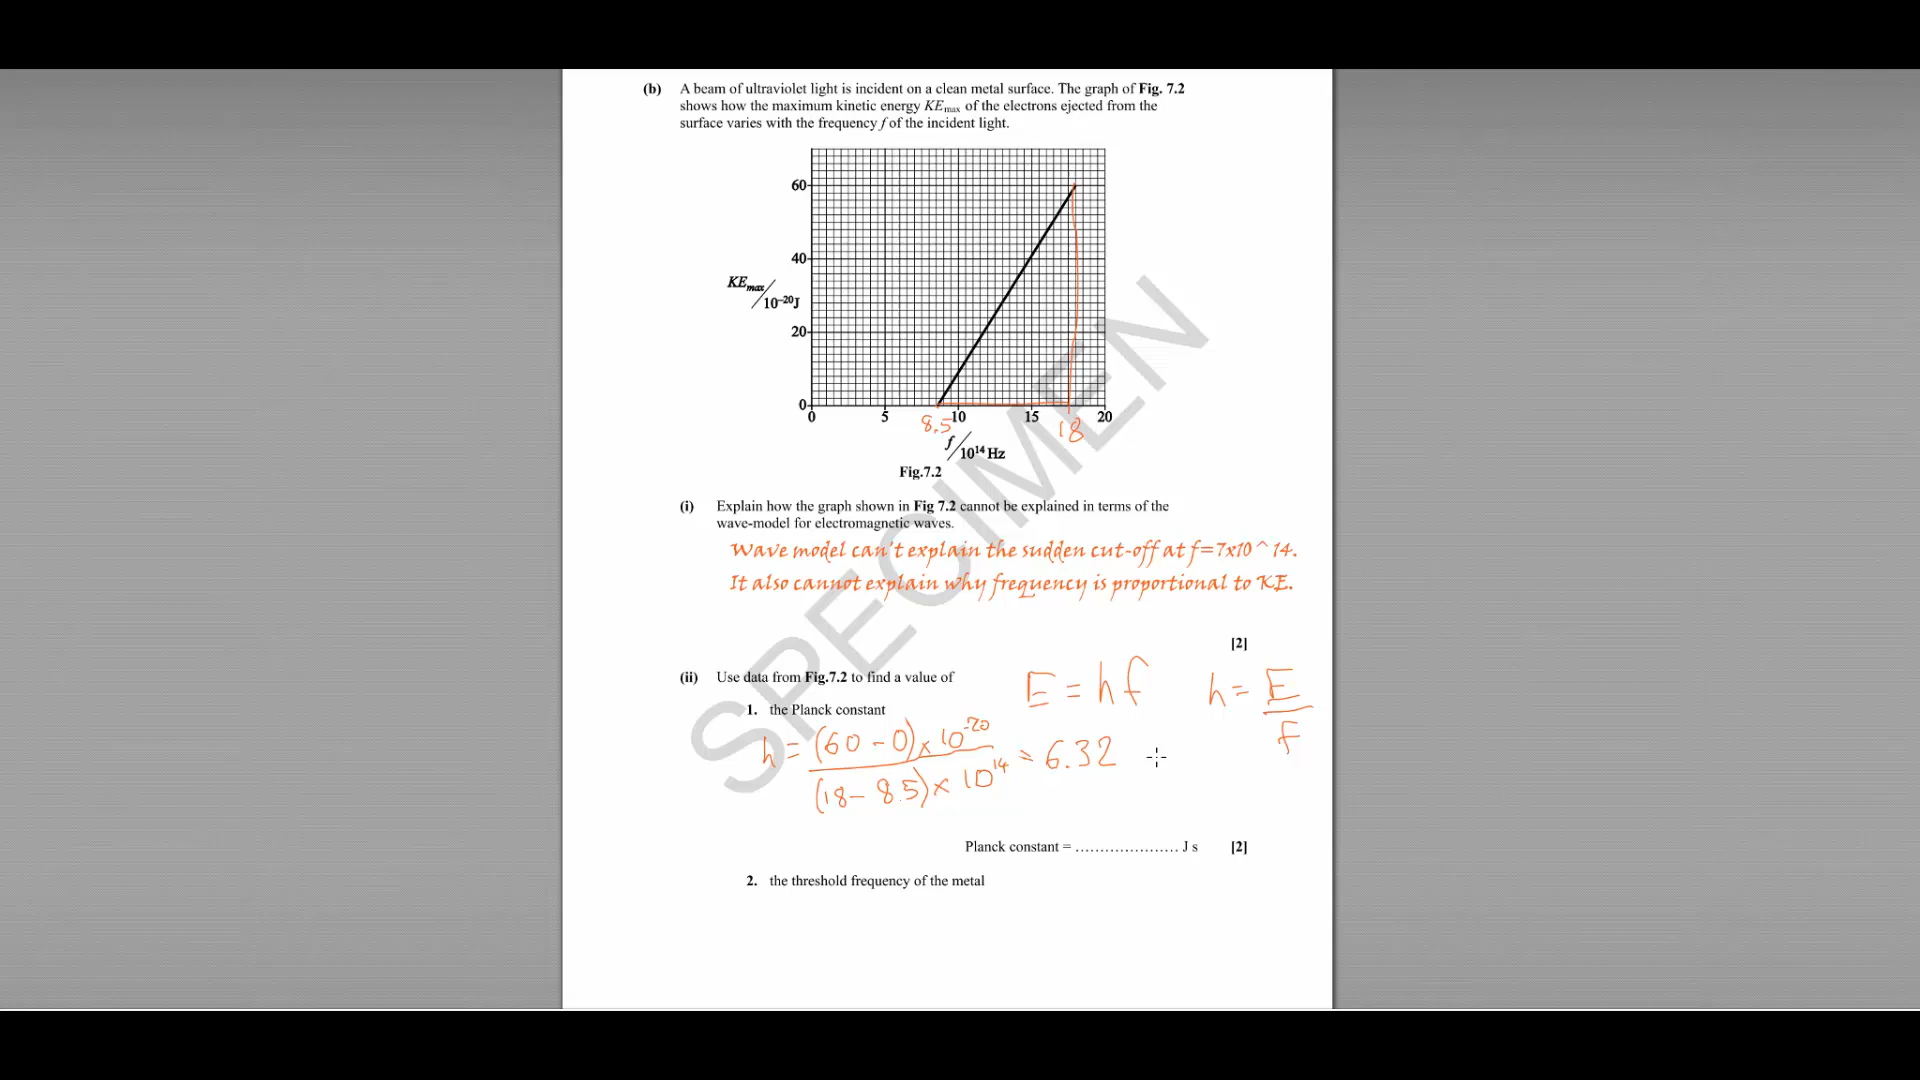 (b) A beam of ultraviolet light is incident on a clean metal surface. The graph of Fig. 7.2
shows how the maximum kinetic energy KEmax of the electrons ejected from the
surface varies with the frequency f of the incident light.
60
40
KEmax/10⁻²⁰J
20
0
0 5 10 15 20
8.5 18
f/10¹⁴ Hz
Fig.7.2
(i) Explain how the graph shown in Fig 7.2 cannot be explained in terms of the
wave-model for electromagnetic waves.
Wave model can't explain the sudden cut-off at f=7x10^14.
It also cannot explain why frequency is proportional to KE.
[2]
(ii) Use data from Fig.7.2 to find a value of
E = hf h = E/f
1. the Planck constant
h = (60 - 0) x 10⁻²⁰ / (18 - 8.5) x 10¹⁴ = 6.32
Planck constant = ..................... J s [2]
2. the threshold frequency of the metal
SPECIMEN